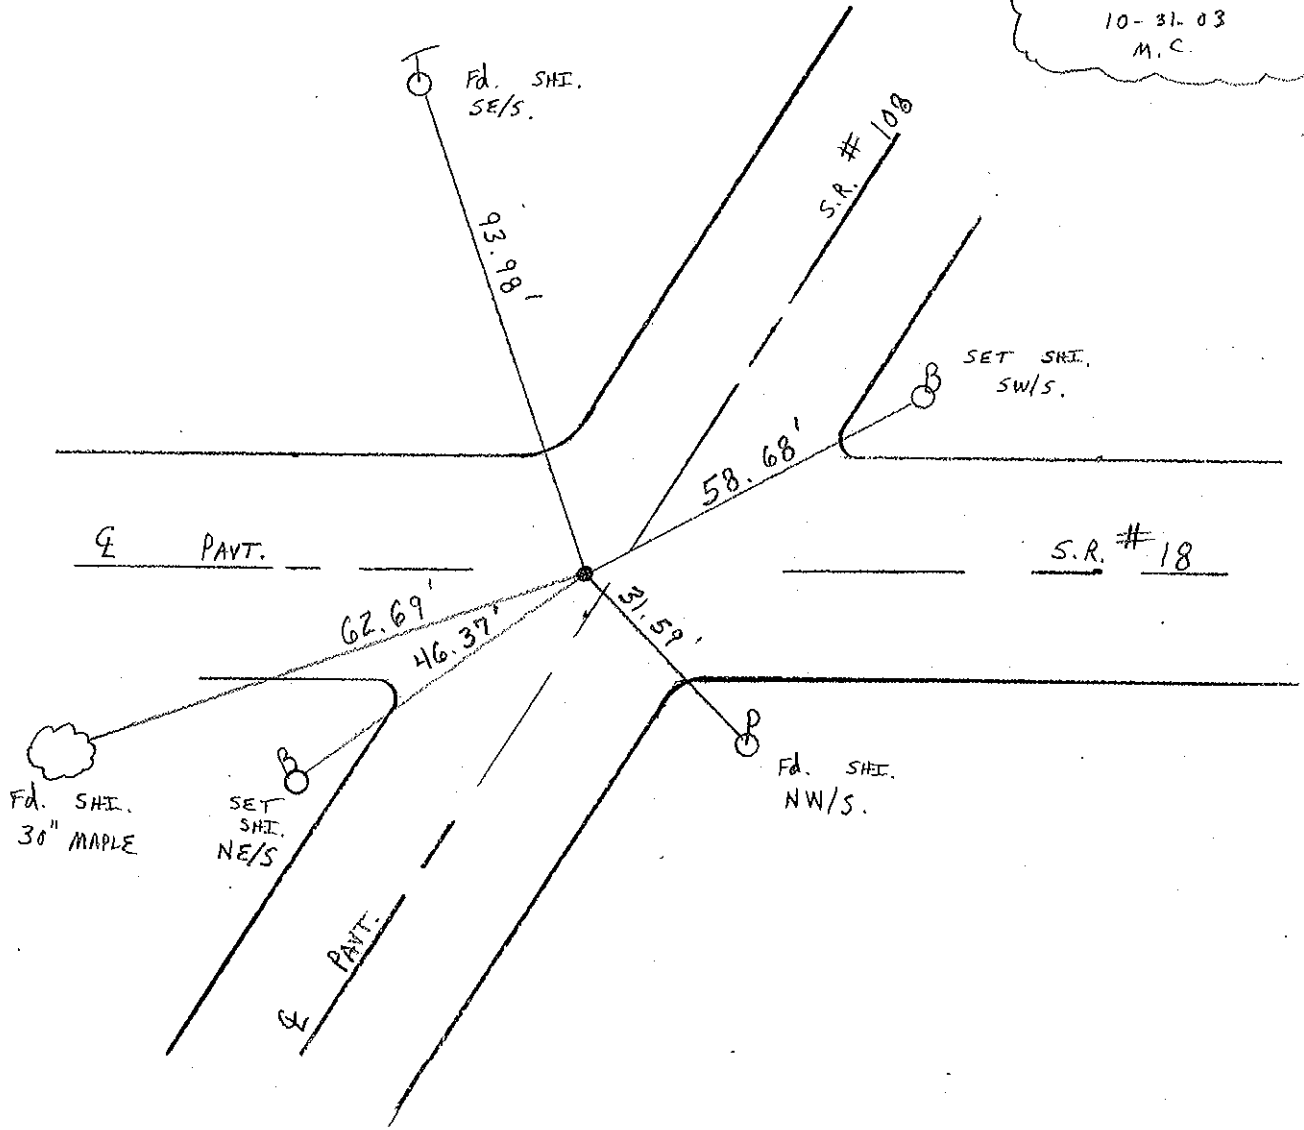 10-31-03
M.C.
T
Fd. SHI.
SE/S.
S.R. # 108
93.98'
B
SET SHI.
SW/S.
58.68'
℄ PAVT.
S.R. # 18
62.69'
46.37'
31.59'
P
Fd. SHI.
NW/S.
B
Fd. SHI.
30" MAPLE
SET
SHI.
NE/S
℄ PAVT.